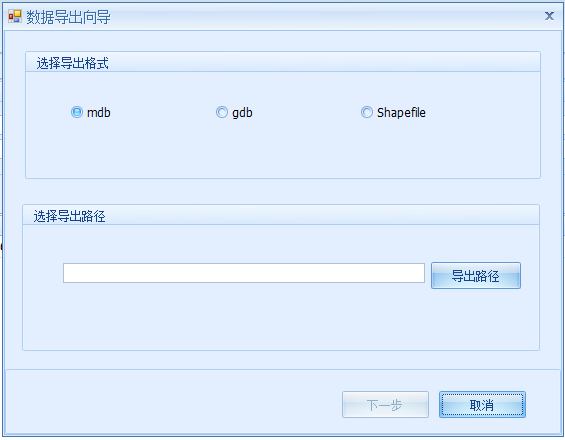 数据导出向导
选择导出格式
mdb gdb Shapefile
选择导出路径
导出路径
下一步 取消